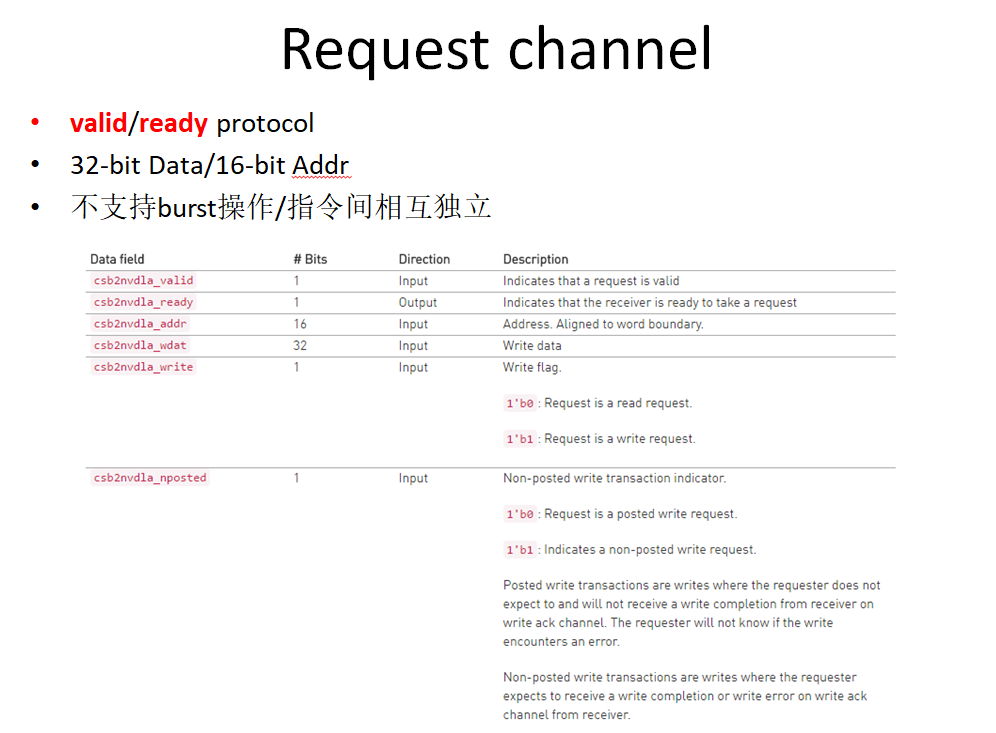 Request channel
• valid/ready protocol
• 32-bit Data/16-bit Addr
• 不支持burst操作/指令间相互独立
Data field # Bits Direction Description
csb2nvdla_valid 1 Input Indicates that a request is valid
csb2nvdla_ready 1 Output Indicates that the receiver is ready to take a request
csb2nvdla_addr 16 Input Address. Aligned to word boundary.
csb2nvdla_wdat 32 Input Write data
csb2nvdla_write 1 Input Write flag.
1'b0 : Request is a read request.
1'b1 : Request is a write request.
csb2nvdla_nposted 1 Input Non-posted write transaction indicator.
1'b0 : Request is a posted write request.
1'b1 : Indicates a non-posted write request.
Posted write transactions are writes where the requester does not
expect to and will not receive a write completion from receiver on
write ack channel. The requester will not know if the write
encounters an error.
Non-posted write transactions are writes where the requester
expects to receive a write completion or write error on write ack
channel from receiver.